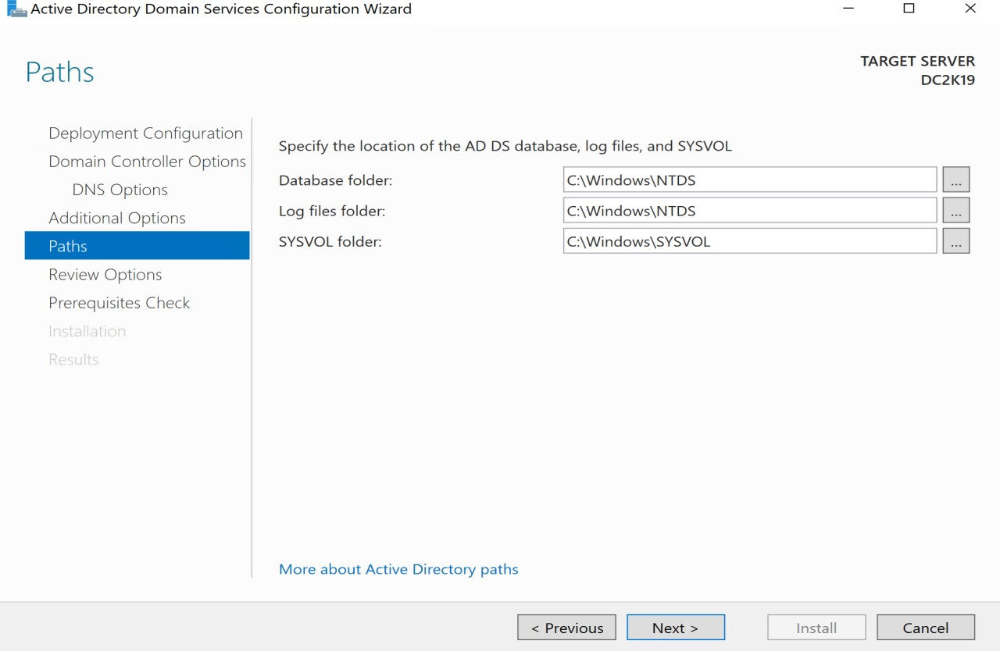 Active Directory Domain Services Configuration Wizard
Paths
TARGET SERVER
DC2K19
Deployment Configuration
Domain Controller Options
DNS Options
Additional Options
Paths
Review Options
Prerequisites Check
Installation
Results
Specify the location of the AD DS database, log files, and SYSVOL
Database folder: C:\Windows\NTDS ...
Log files folder: C:\Windows\NTDS ...
SYSVOL folder: C:\Windows\SYSVOL ...
More about Active Directory paths
< Previous Next > Install Cancel